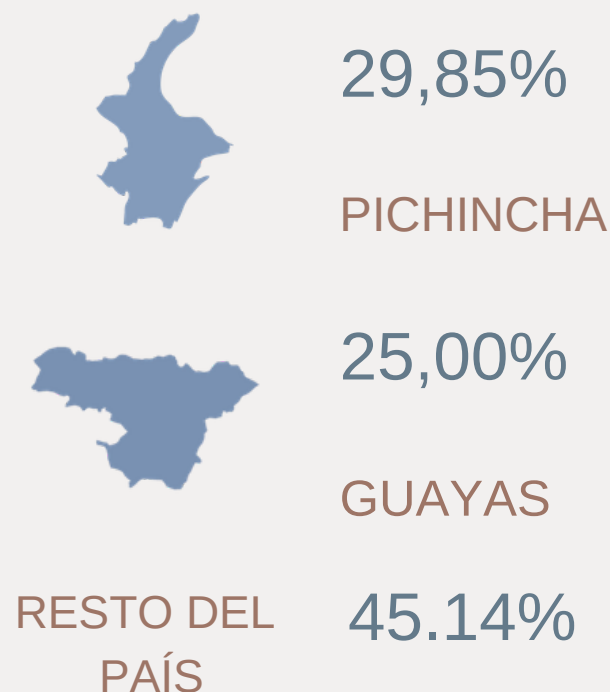 29,85%
PICHINCHA
25,00%
GUAYAS
RESTO DEL
PAÍS
45.14%